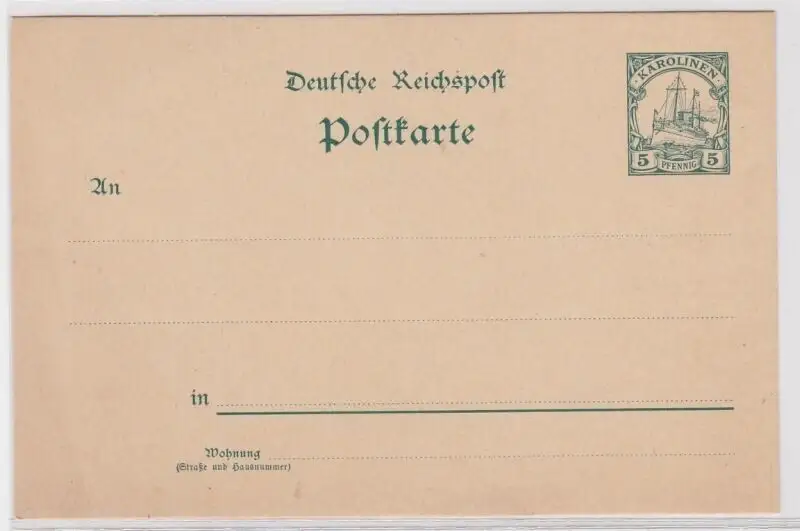 Deutsche Reichspost
Postkarte
KAROLINEN
5 PFENNIG 5
An
in
Wohnung
(Straße und Hausnummer)